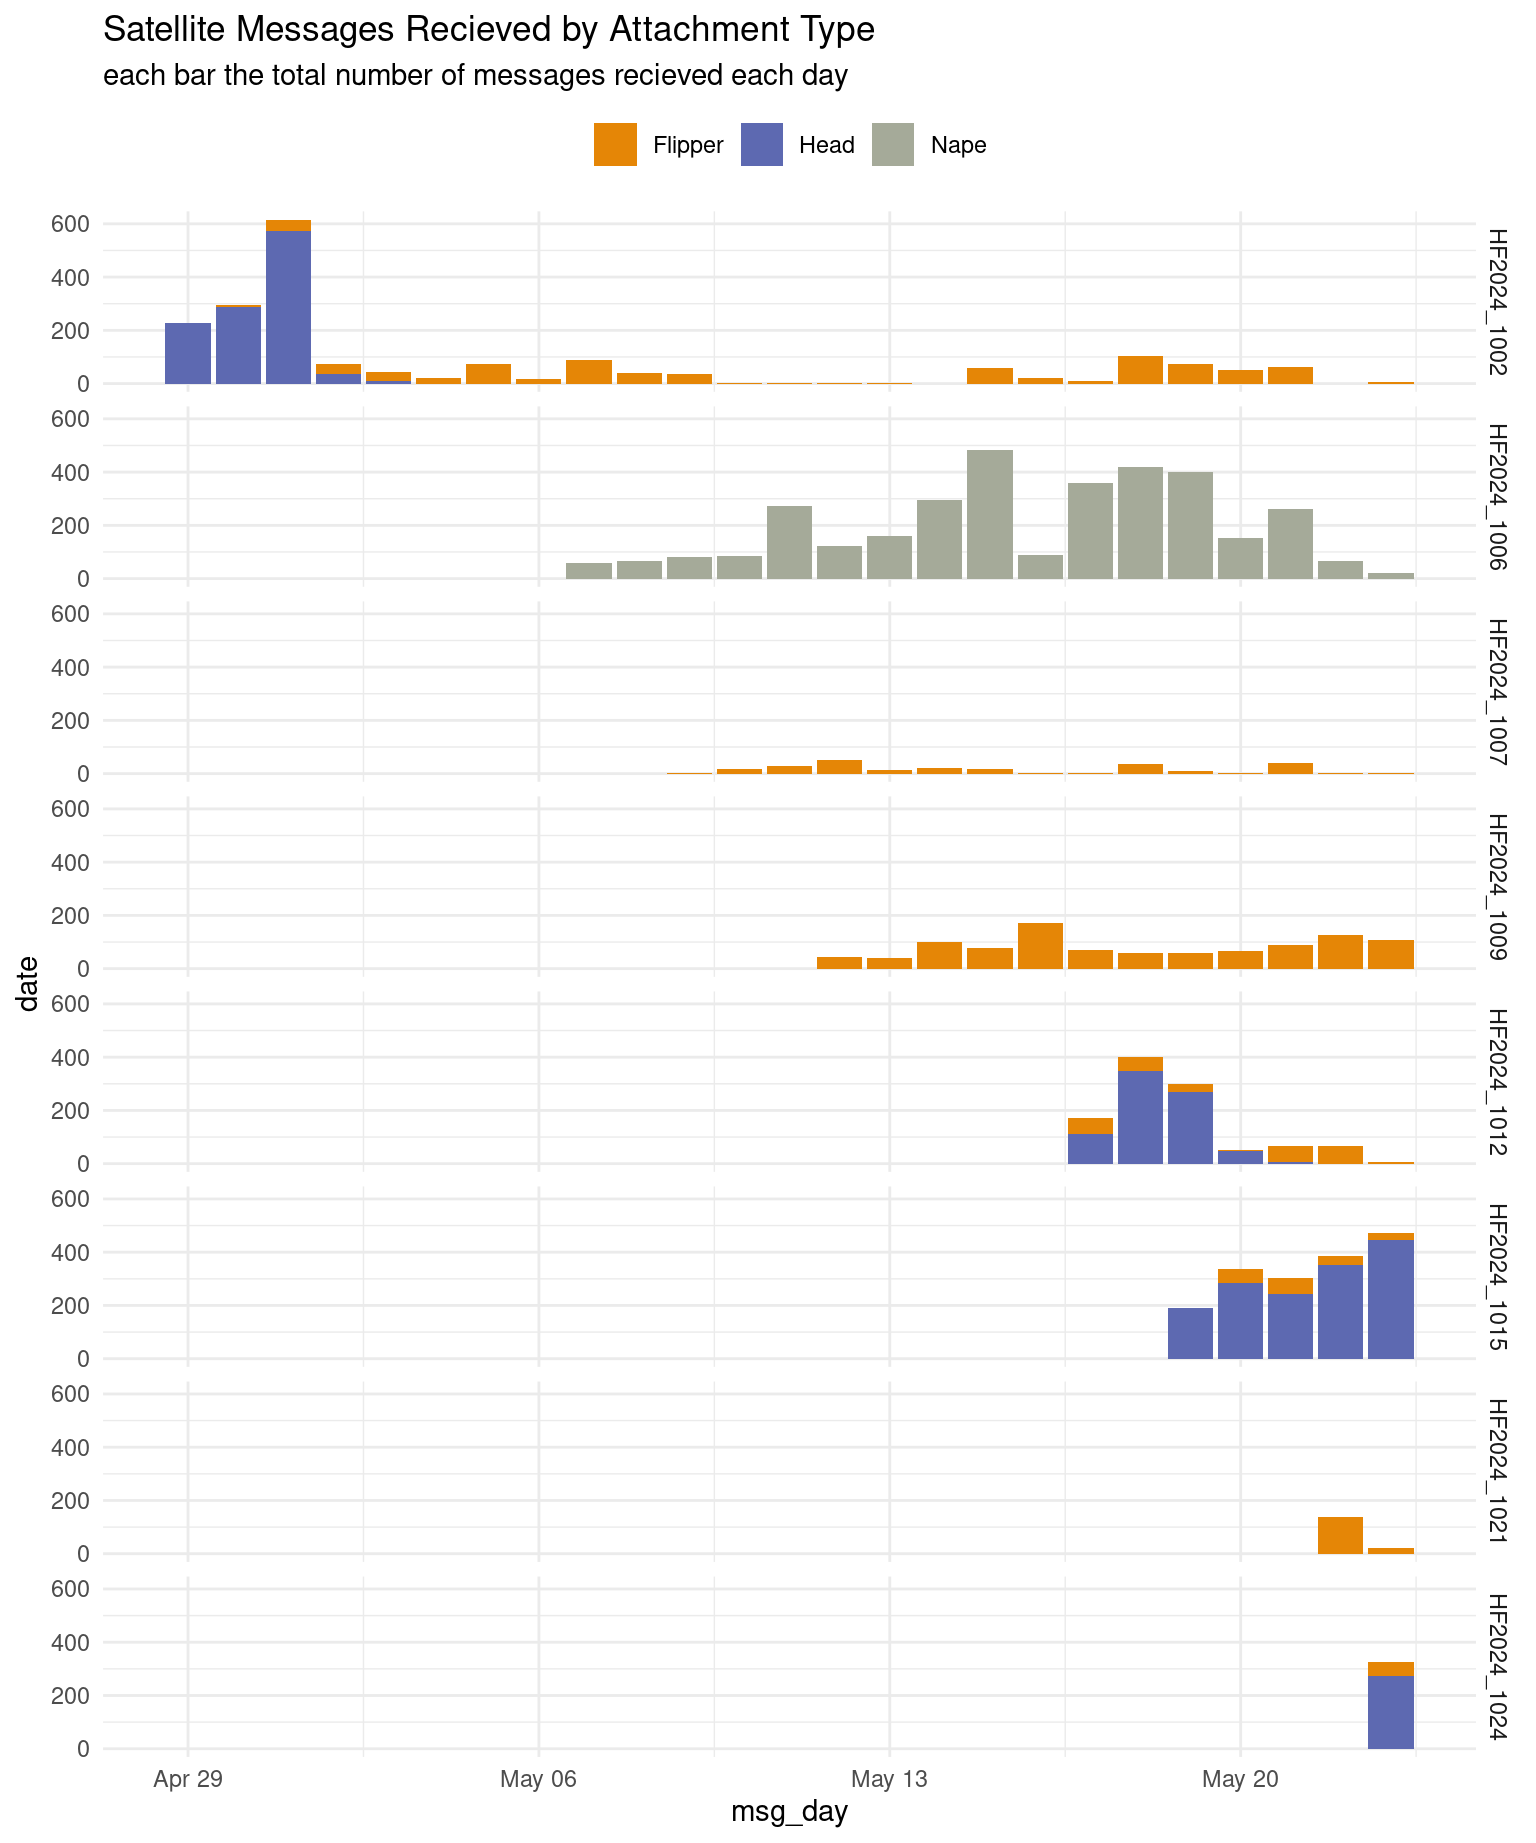 Satellite Messages Recieved by Attachment Type
each bar the total number of messages recieved each day
Flipper Head Nape
600
400
200
0
HF2024_1002
600
400
200
0
HF2024_1006
600
400
200
0
HF2024_1007
600
400
200
0
HF2024_1009
date
600
400
200
0
HF2024_1012
600
400
200
0
HF2024_1015
600
400
200
0
HF2024_1021
600
400
200
0
HF2024_1024
Apr 29 May 06 May 13 May 20
msg_day